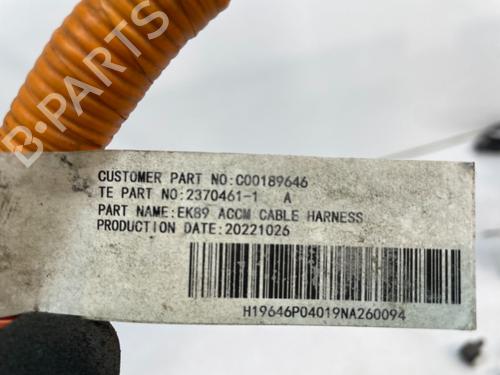 B-PARTS
CUSTOMER PART NO:C00189646
TE PART NO:2370461-1 A
PART NAME:EK89 ACCM CABLE HARNESS
PRODUCTION DATE:20221026
H19646P04019NA260094